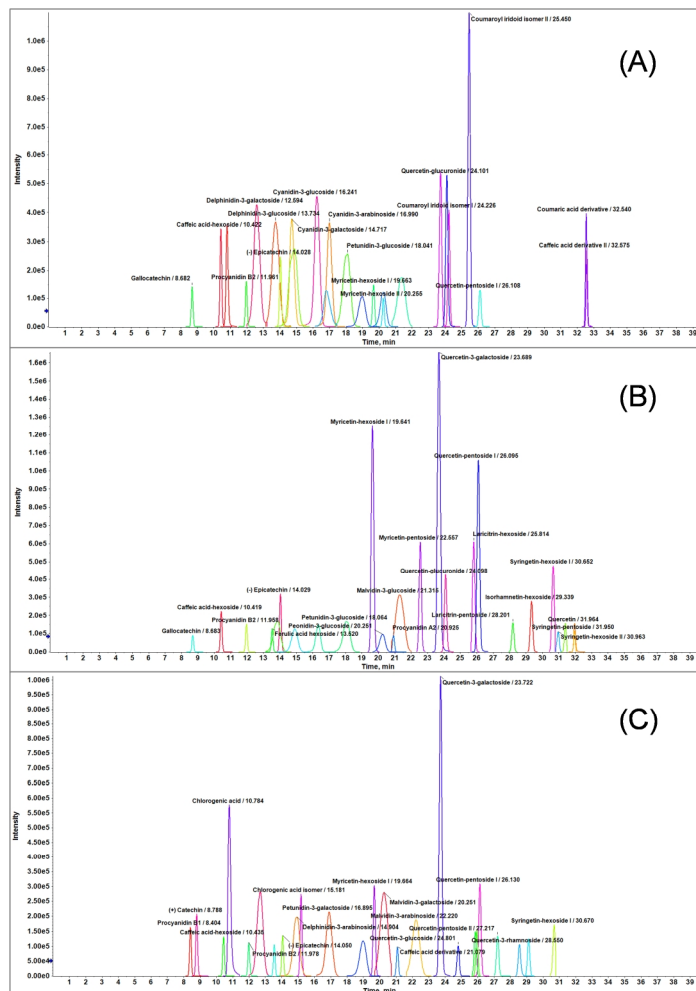 (A)
Intensity
1.0e6
9.0e5
8.0e5
7.0e5
6.0e5
5.0e5
4.0e5
3.0e5
2.0e5
1.0e5
0.0e0
Coumaroyl iridoid isomer II / 25.450
Quercetin-glucuronide / 24.101
Cyanidin-3-glucoside / 16.241
Delphinidin-3-galactoside / 12.594
Coumaroyl iridoid isomer I / 24.226
Delphinidin-3-glucoside / 13.734
Cyanidin-3-arabinoside / 16.990
Coumaric acid derivative / 32.540
Caffeic acid-hexoside / 10.422
Cyanidin-3-galactoside / 14.717
Petunidin-3-glucoside / 18.041
Caffeic acid derivative II / 32.575
(-) Epicatechin / 14.028
Gallocatechin / 8.682
Procyanidin B2 / 11.961
Myricetin-hexoside I / 19.663
Quercetin-pentoside I / 26.108
Myricetin-hexoside II / 20.255
1 2 3 4 5 6 7 8 9 10 11 12 13 14 15 16 17 18 19 20 21 22 23 24 25 26 27 28 29 30 31 32 33 34 35 36 37 38 39
Time, min
(B)
Intensity
1.6e6
1.4e6
1.2e6
1.0e6
8.0e5
6.0e5
4.0e5
3.0e5
2.0e5
1.0e5
0.0e0
Quercetin-3-galactoside / 23.689
Myricetin-hexoside I / 19.641
Quercetin-pentoside I / 26.095
Myricetin-pentoside / 22.557
Laricitrin-hexoside / 25.814
Quercetin-glucuronide / 24.098
Syringetin-hexoside I / 30.652
(-) Epicatechin / 14.029
Malvidin-3-glucoside / 21.315
Isorhamnetin-hexoside / 29.339
Caffeic acid-hexoside / 10.419
Procyanidin B2 / 11.958
Petunidin-3-glucoside / 18.064
Laricitrin-pentoside / 28.201
Quercetin / 31.964
Gallocatechin / 8.683
Peonidin-3-glucoside / 20.251
Procyanidin A2 / 20.925
Syringetin-pentoside / 31.950
Ferulic acid hexoside / 13.520
Syringetin-hexoside II / 30.963
1 2 3 4 5 6 7 8 9 10 11 12 13 14 15 16 17 18 19 20 21 22 23 24 25 26 27 28 29 30 31 32 33 34 35 36 37 38 39
Time, min
(C)
Intensity
1.00e6
9.50e5
9.00e5
8.50e5
8.00e5
7.50e5
7.00e5
6.50e5
6.00e5
5.50e5
5.00e5
4.50e5
4.00e5
3.50e5
3.00e5
2.50e5
2.00e5
1.50e5
1.00e5
5.00e4
0.00e0
Quercetin-3-galactoside / 23.722
Chlorogenic acid / 10.784
Myricetin-hexoside I / 19.664
Quercetin-pentoside I / 26.130
Chlorogenic acid isomer / 15.181
Malvidin-3-galactoside / 20.251
(+) Catechin / 8.788
Petunidin-3-galactoside / 16.895
Malvidin-3-arabinoside / 22.220
Procyanidin B1 / 8.404
Delphinidin-3-arabinoside / 14.904
Quercetin-pentoside II / 27.217
Syringetin-hexoside I / 30.670
Caffeic acid-hexoside / 10.435
(-) Epicatechin / 14.050
Quercetin-3-glucoside / 24.801
Quercetin-3-rhamnoside / 28.550
Procyanidin B2 / 11.978
Caffeic acid derivative / 21.079
1 2 3 4 5 6 7 8 9 10 11 12 13 14 15 16 17 18 19 20 21 22 23 24 25 26 27 28 29 30 31 32 33 34 35 36 37 38 39
Time, min